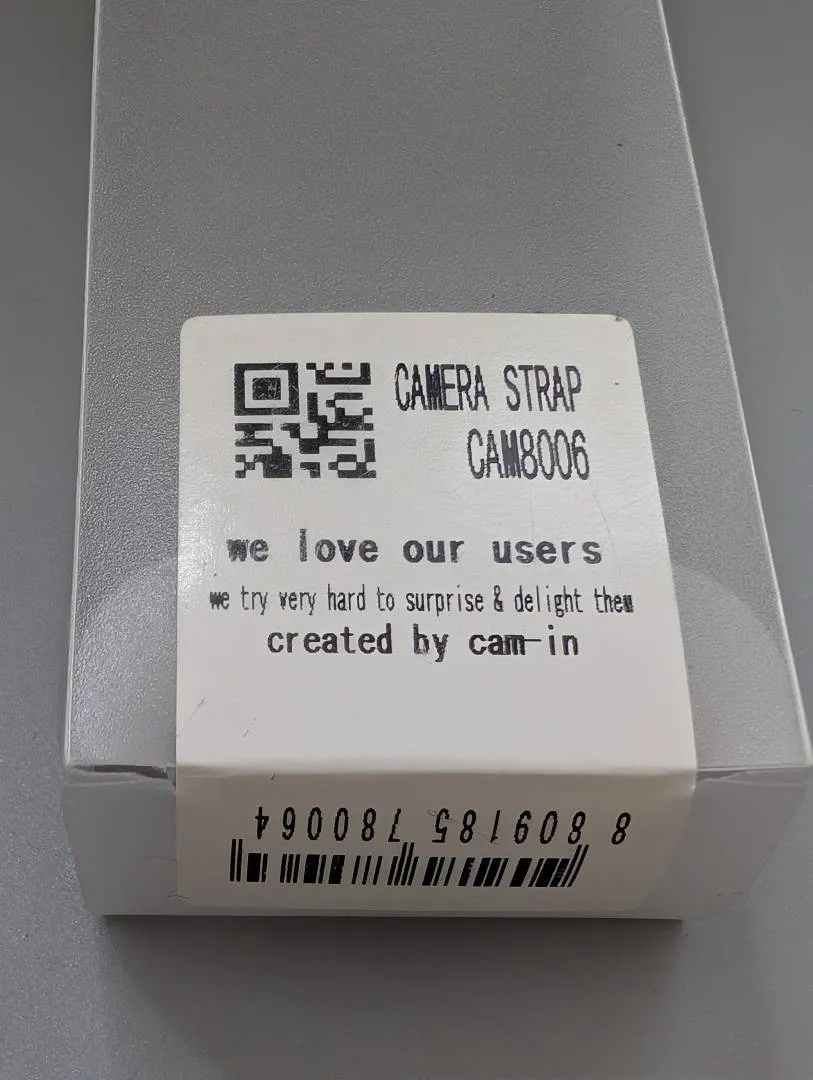 CAMERA STRAP
CAM8006
we love our users
we try very hard to surprise & delight them
created by cam-in
8 809185 780064